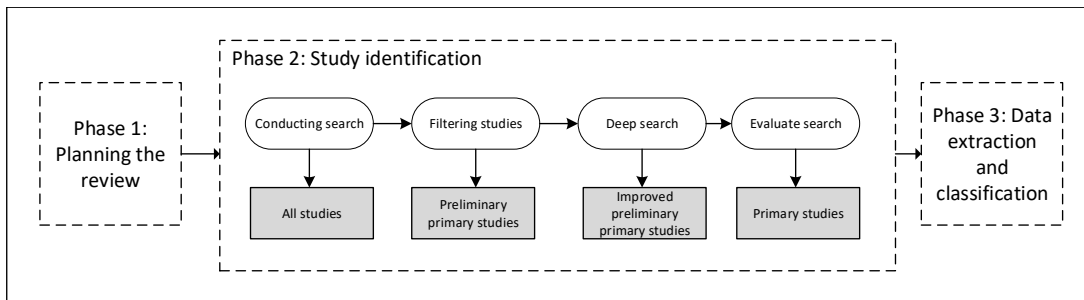 Phase 1:
Planning the
review
Phase 2: Study identification
Conducting search
Filtering studies
Deep search
Evaluate search
All studies
Preliminary
primary studies
Improved
preliminary
primary studies
Primary studies
Phase 3: Data
extraction
and
classification